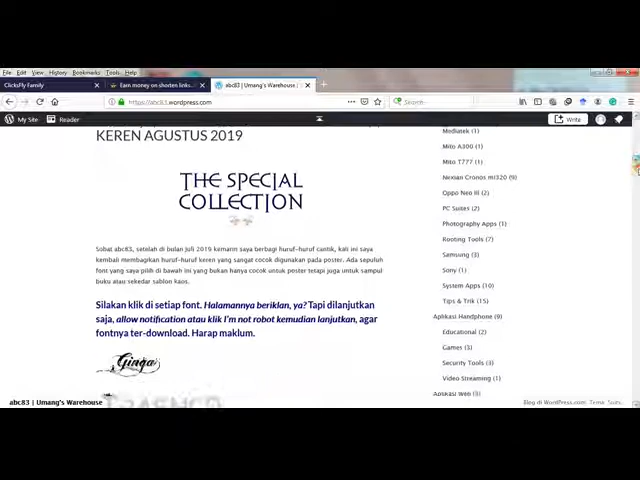 File Edit View History Bookmarks Tools Help
ClicksFly Family
Earn money on shorten links.
abc83 | Umang's Warehouse |
https://abc83.wordpress.com
Search
My Site Reader
Write
KEREN AGUSTUS 2019
THE SPECIAL
COLLECTION
Sobat abc83, setelah di bulan Juli 2019 kemarin saya berbagi huruf-huruf cantik, kali ini saya
kembali membagikan huruf-huruf keren yang sangat cocok digunakan pada poster. Ada sepuluh
font yang saya pilih di bawah ini yang bukan hanya cocok untuk poster tetapi juga untuk sampul
buku atau sekedar sablon kaos.
Silakan klik di setiap font. Halamannya beriklan, ya? Tapi dilanjutkan
saja, allow notification atau klik I'm not robot kemudian lanjutkan, agar
fontnya ter-download. Harap maklum.
Ginga
Mediatek (1)
Mito A300 (1)
Mito T777 (1)
Nexian Cronos mi320 (9)
Oppo Neo III (2)
PC Suites (2)
Photography Apps (1)
Rooting Tools (7)
Samsung (3)
Sony (1)
System Apps (10)
Tips & Trik (15)
Aplikasi Handphone (9)
Educational (2)
Games (3)
Security Tools (3)
Video Streaming (1)
Aplikasi Web (3)
abc83 | Umang's Warehouse
Blog di WordPress.com. Tema: Suits.